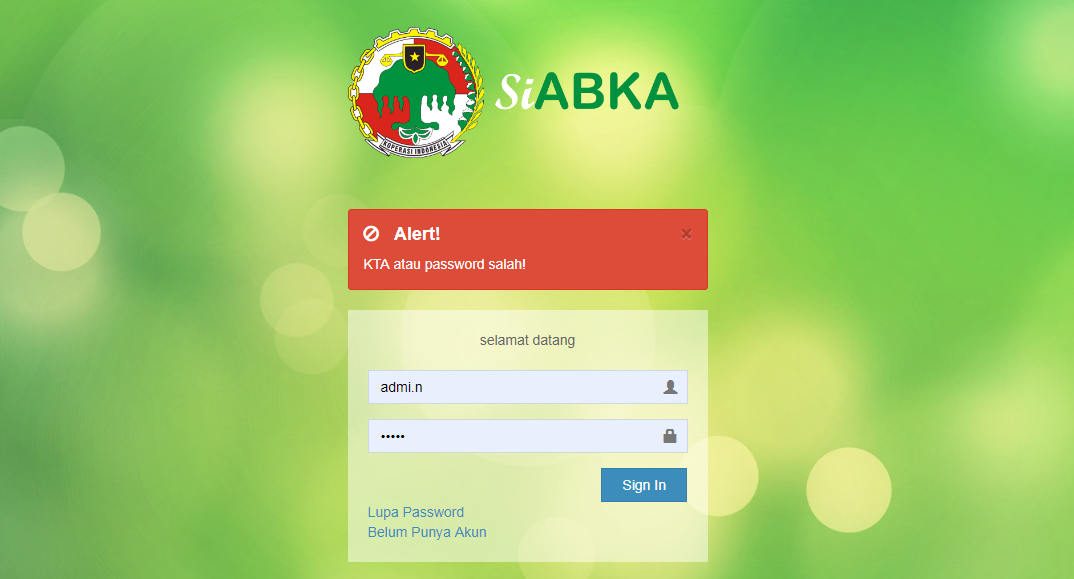 KOPERASI INDONESIA
SiABKA
Alert!
×
KTA atau password salah!
selamat datang
admi.n
•••••
Sign In
Lupa Password
Belum Punya Akun